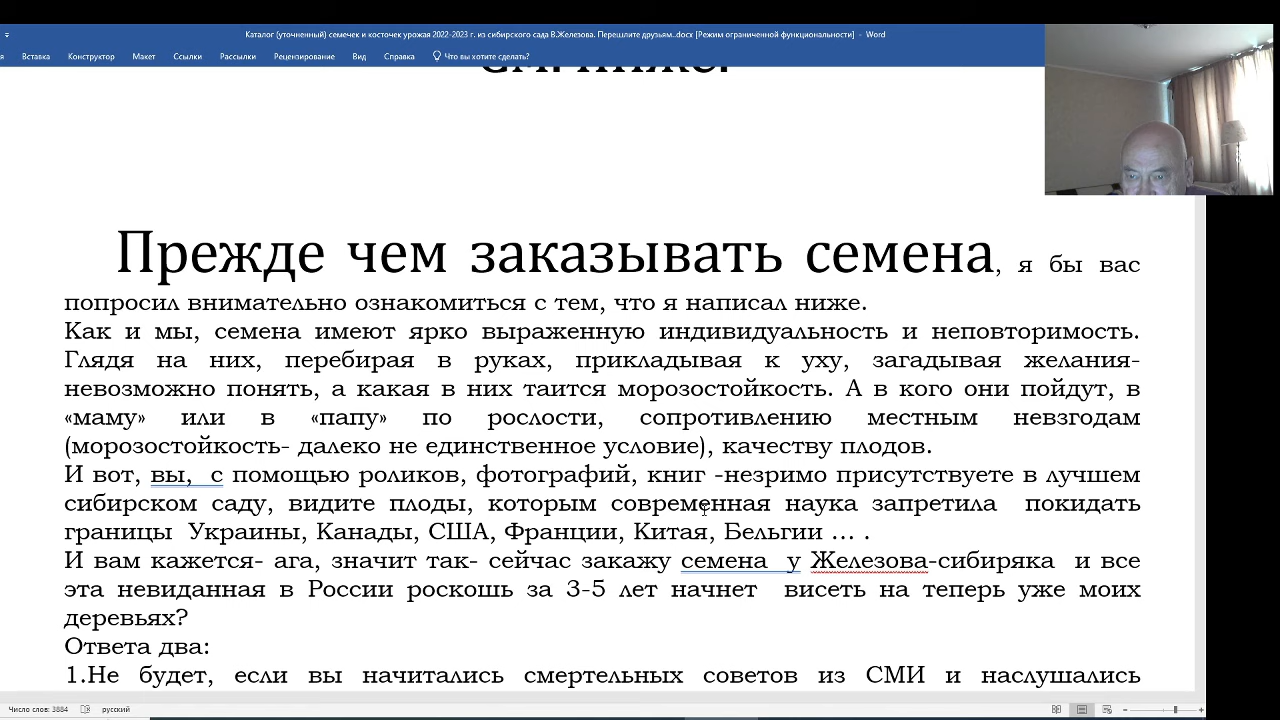 Каталог (уточненный) семечек и косточек урожая 2022-2023 г. из сибирского сада В.Железова. Перешлите друзьям..docx [Режим ограниченной функциональности] - Word
Вставка Конструктор Макет Ссылки Рассылки Рецензирование Вид Справка Что вы хотите сделать?
Прежде чем заказывать семена, я бы вас
попросил внимательно ознакомиться с тем, что я написал ниже.
Как и мы, семена имеют ярко выраженную индивидуальность и неповторимость.
Глядя на них, перебирая в руках, прикладывая к уху, загадывая желания-
невозможно понять, а какая в них таится морозостойкость. А в кого они пойдут, в
«маму» или в «папу» по рослости, сопротивлению местным невзгодам
(морозостойкость- далеко не единственное условие), качеству плодов.
И вот, вы, с помощью роликов, фотографий, книг -незримо присутствуете в лучшем
сибирском саду, видите плоды, которым современная наука запретила покидать
границы Украины, Канады, США, Франции, Китая, Бельгии ... .
И вам кажется- ага, значит так- сейчас закажу семена у Железова-сибиряка и все
эта невиданная в России роскошь за 3-5 лет начнет висеть на теперь уже моих
деревьях?
Ответа два:
1.Не будет, если вы начитались смертельных советов из СМИ и наслушались
Число слов: 3884 русский